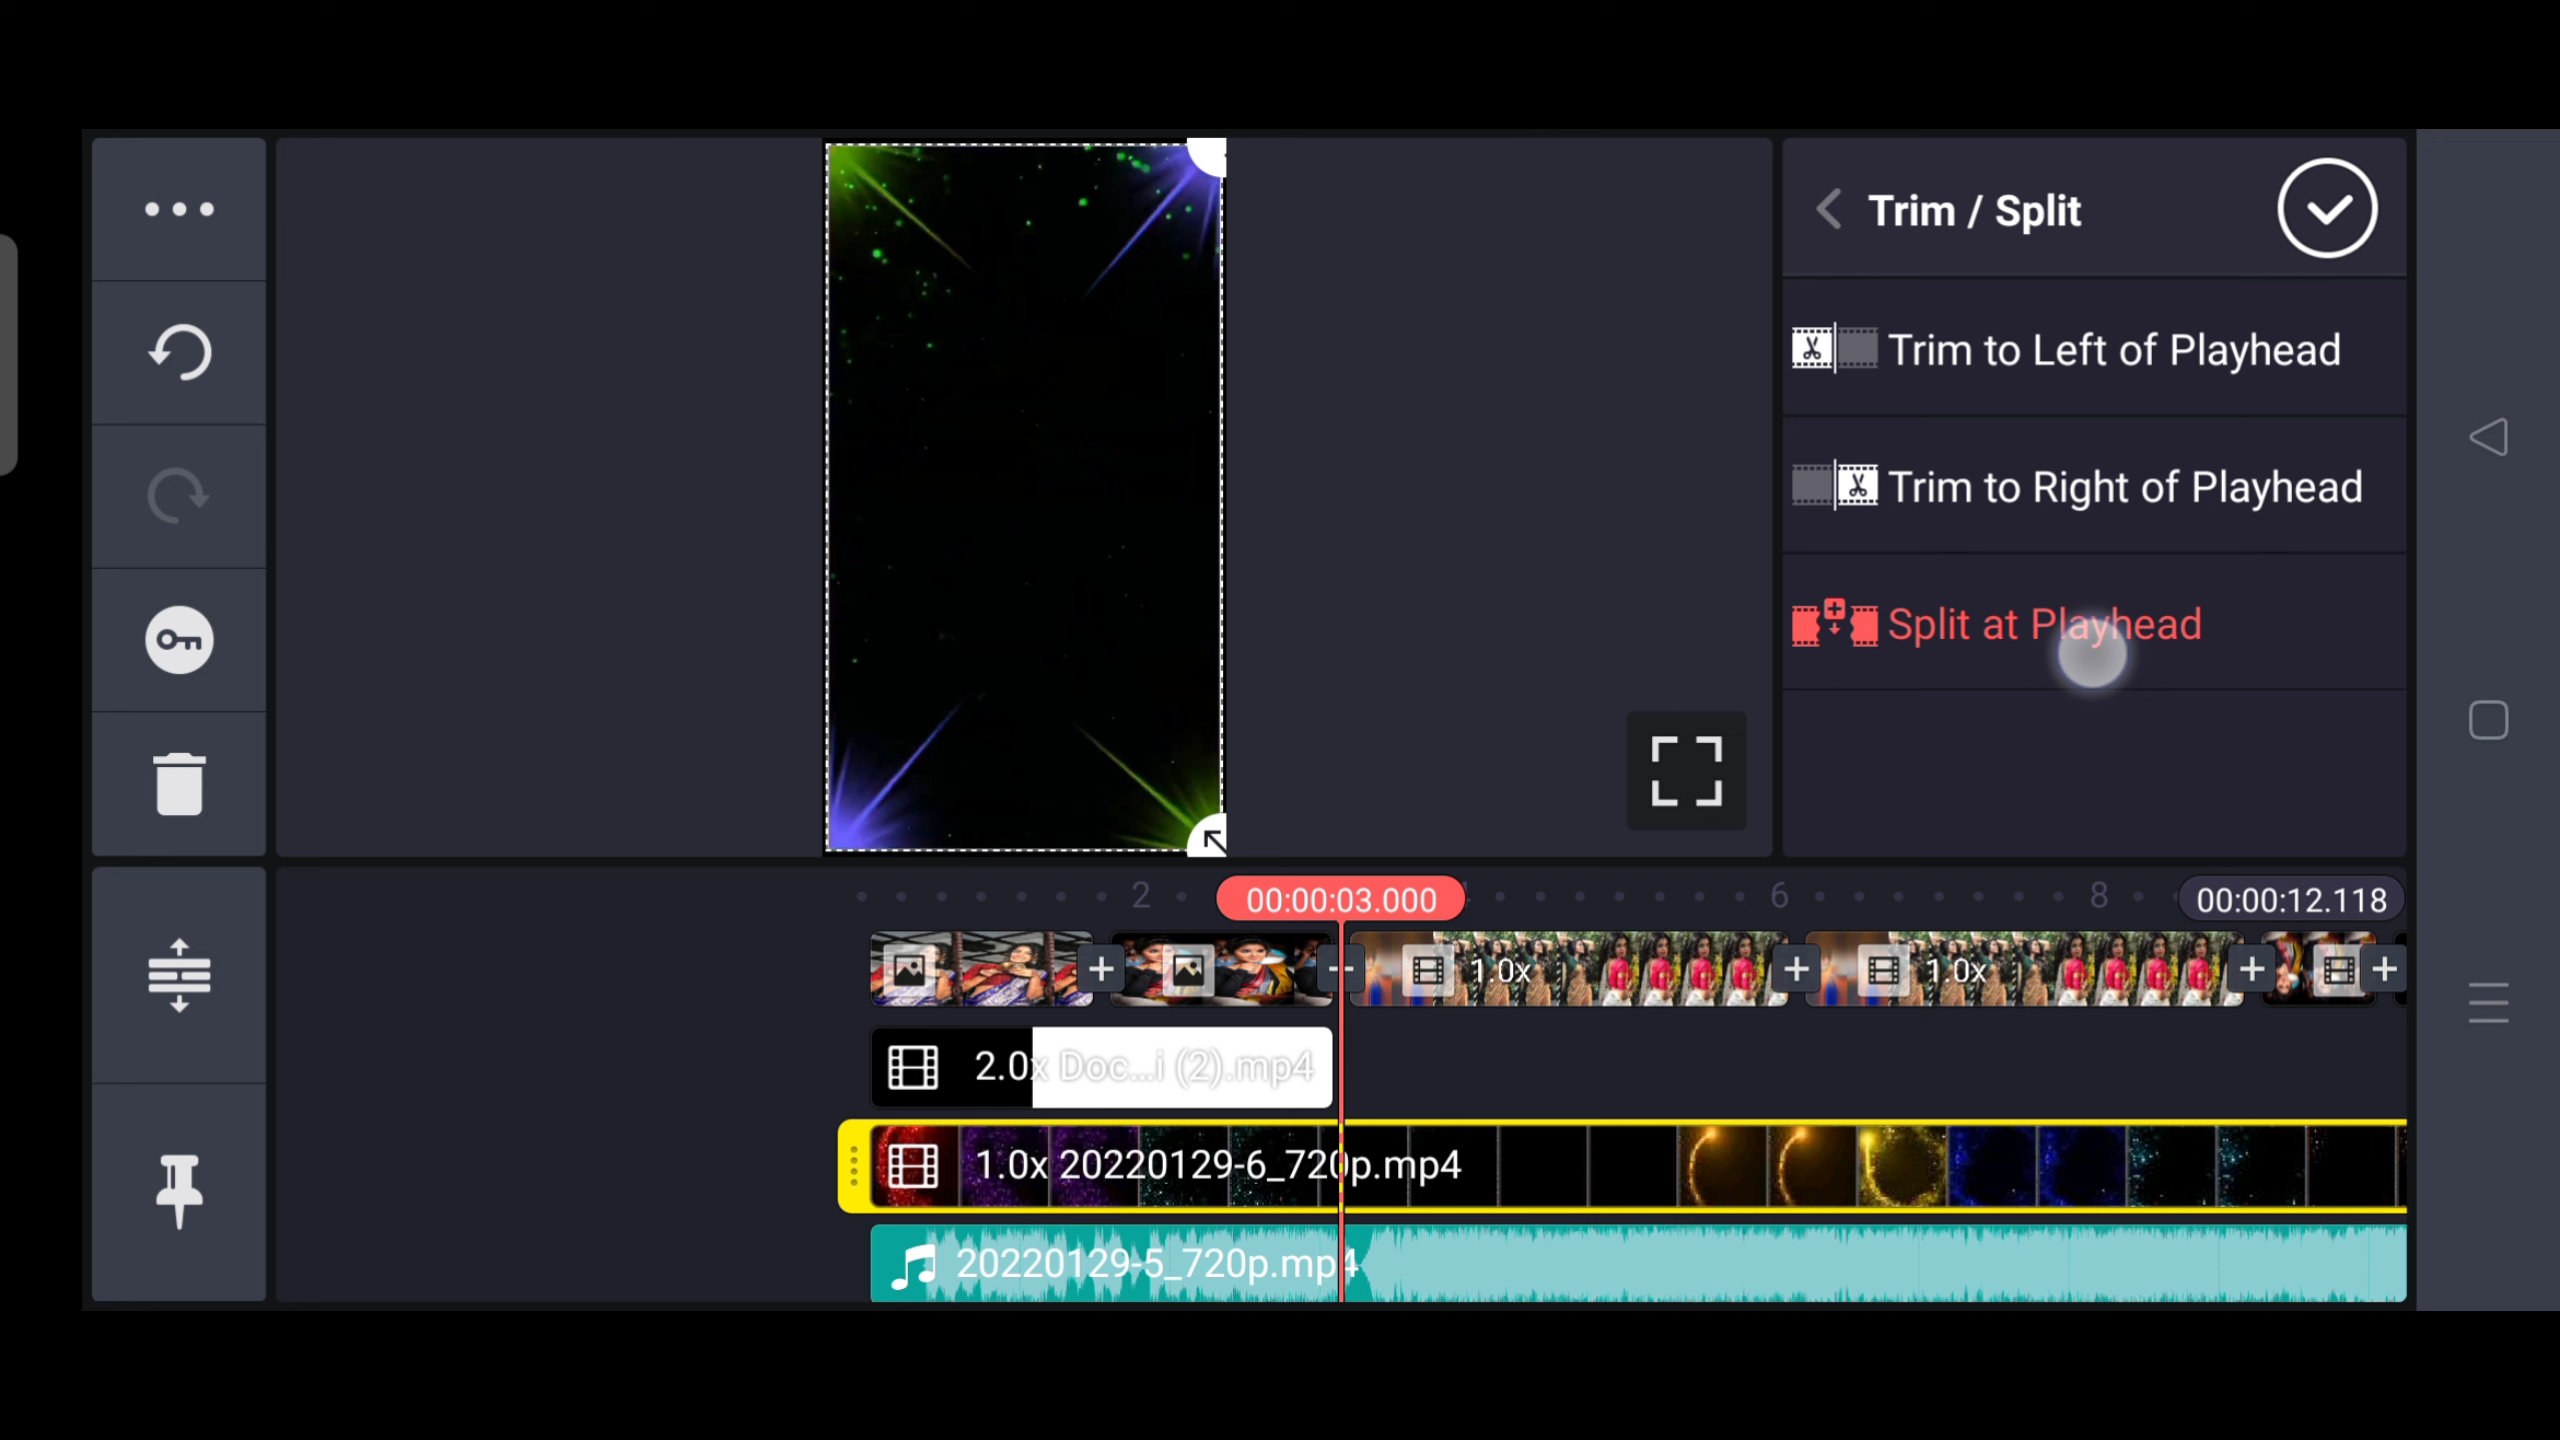 Trim / Split
Trim to Left of Playhead
Trim to Right of Playhead
Split at Playhead
2
00:00:03.000
6
8
00:00:12.118
1.0x
1.0x
2.0x Doc...i (2).mp4
1.0x 20220129-6_720p.mp4
20220129-5_720p.mp4